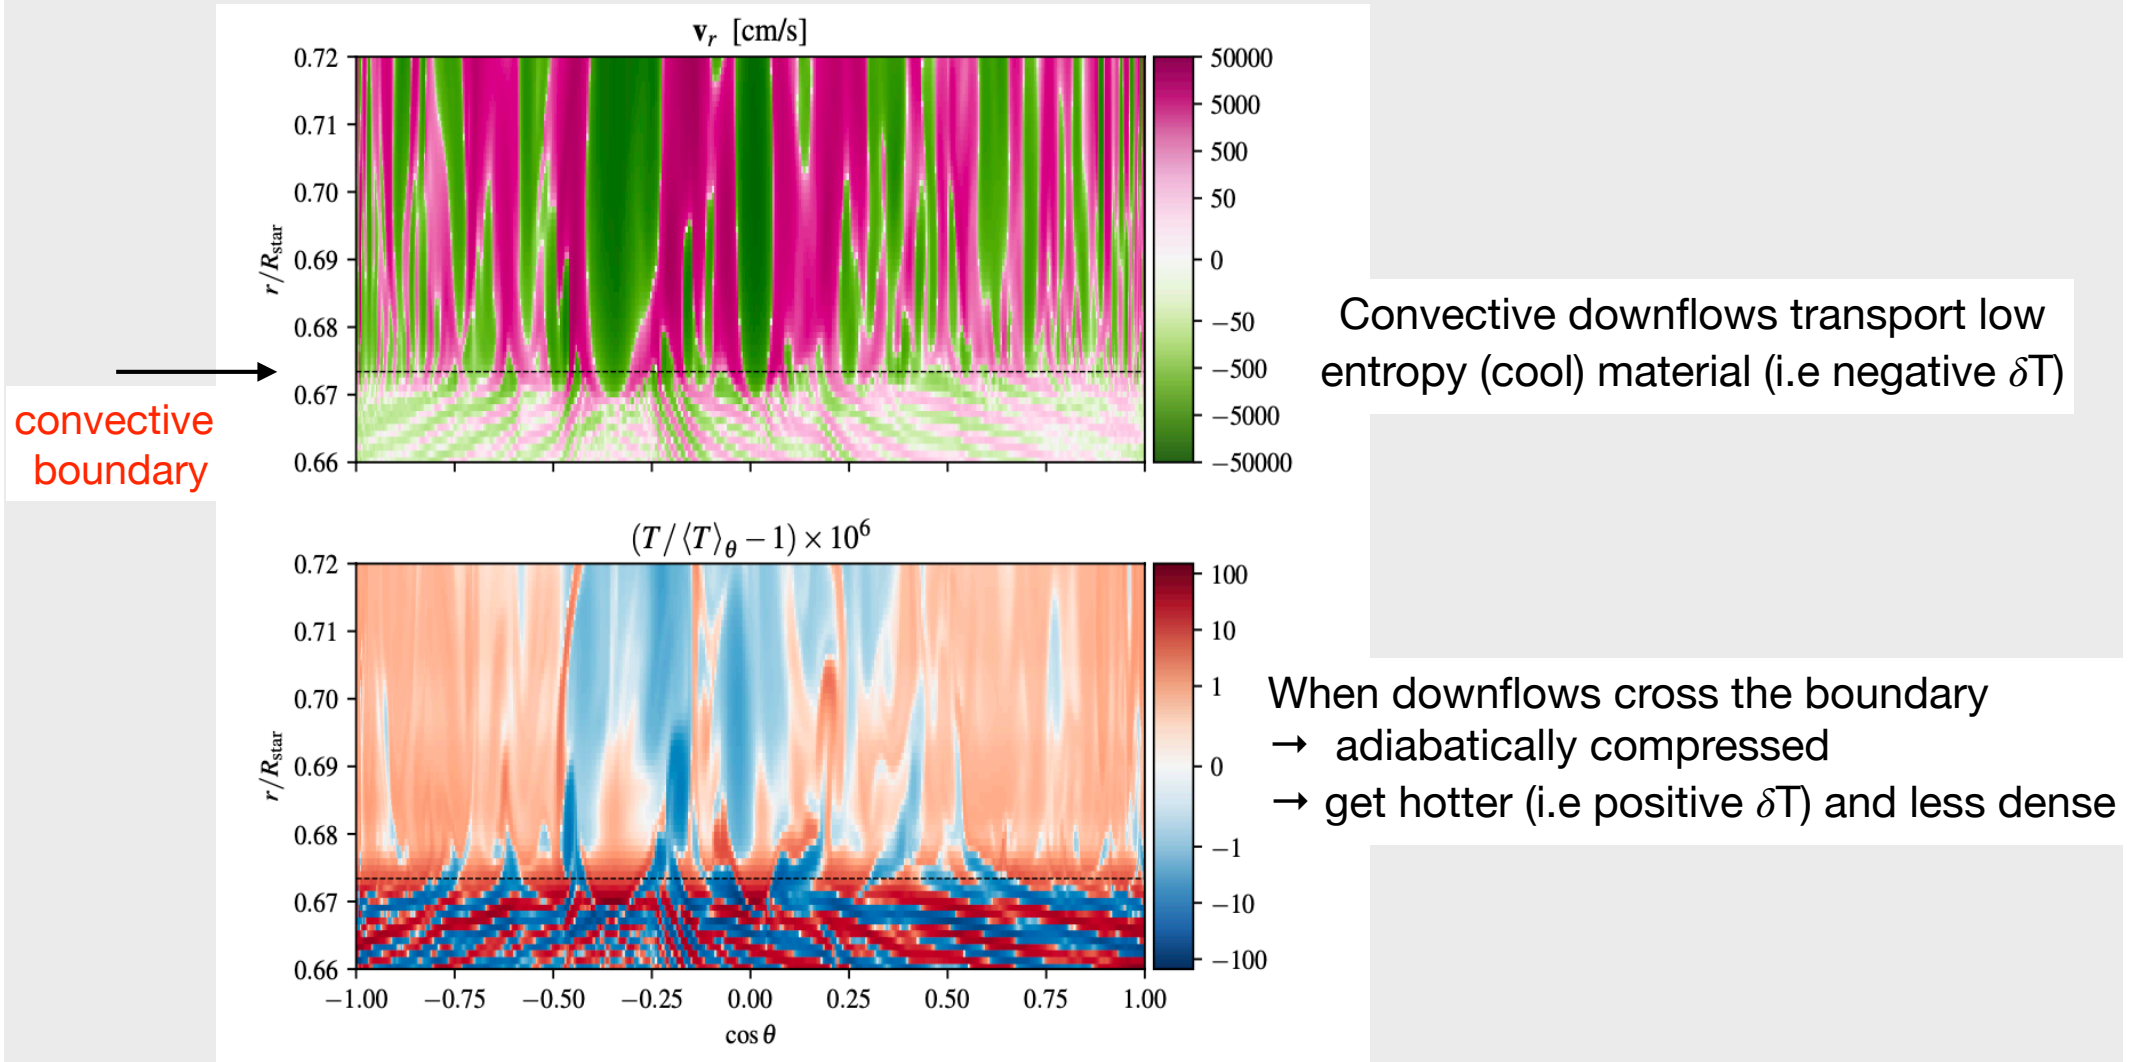 v_r [cm/s]
0.72
0.71
0.70
0.69
0.68
0.67
0.66
r/R_star
50000
5000
500
50
0
−50
−500
−5000
−50000
convective
boundary
Convective downflows transport low
entropy (cool) material (i.e negative δT)
(T/⟨T⟩_θ − 1) × 10⁶
0.72
0.71
0.70
0.69
0.68
0.67
0.66
r/R_star
100
10
1
0
−1
−10
−100
−1.00 −0.75 −0.50 −0.25 0.00 0.25 0.50 0.75 1.00
cos θ
When downflows cross the boundary
→ adiabatically compressed
→ get hotter (i.e positive δT) and less dense